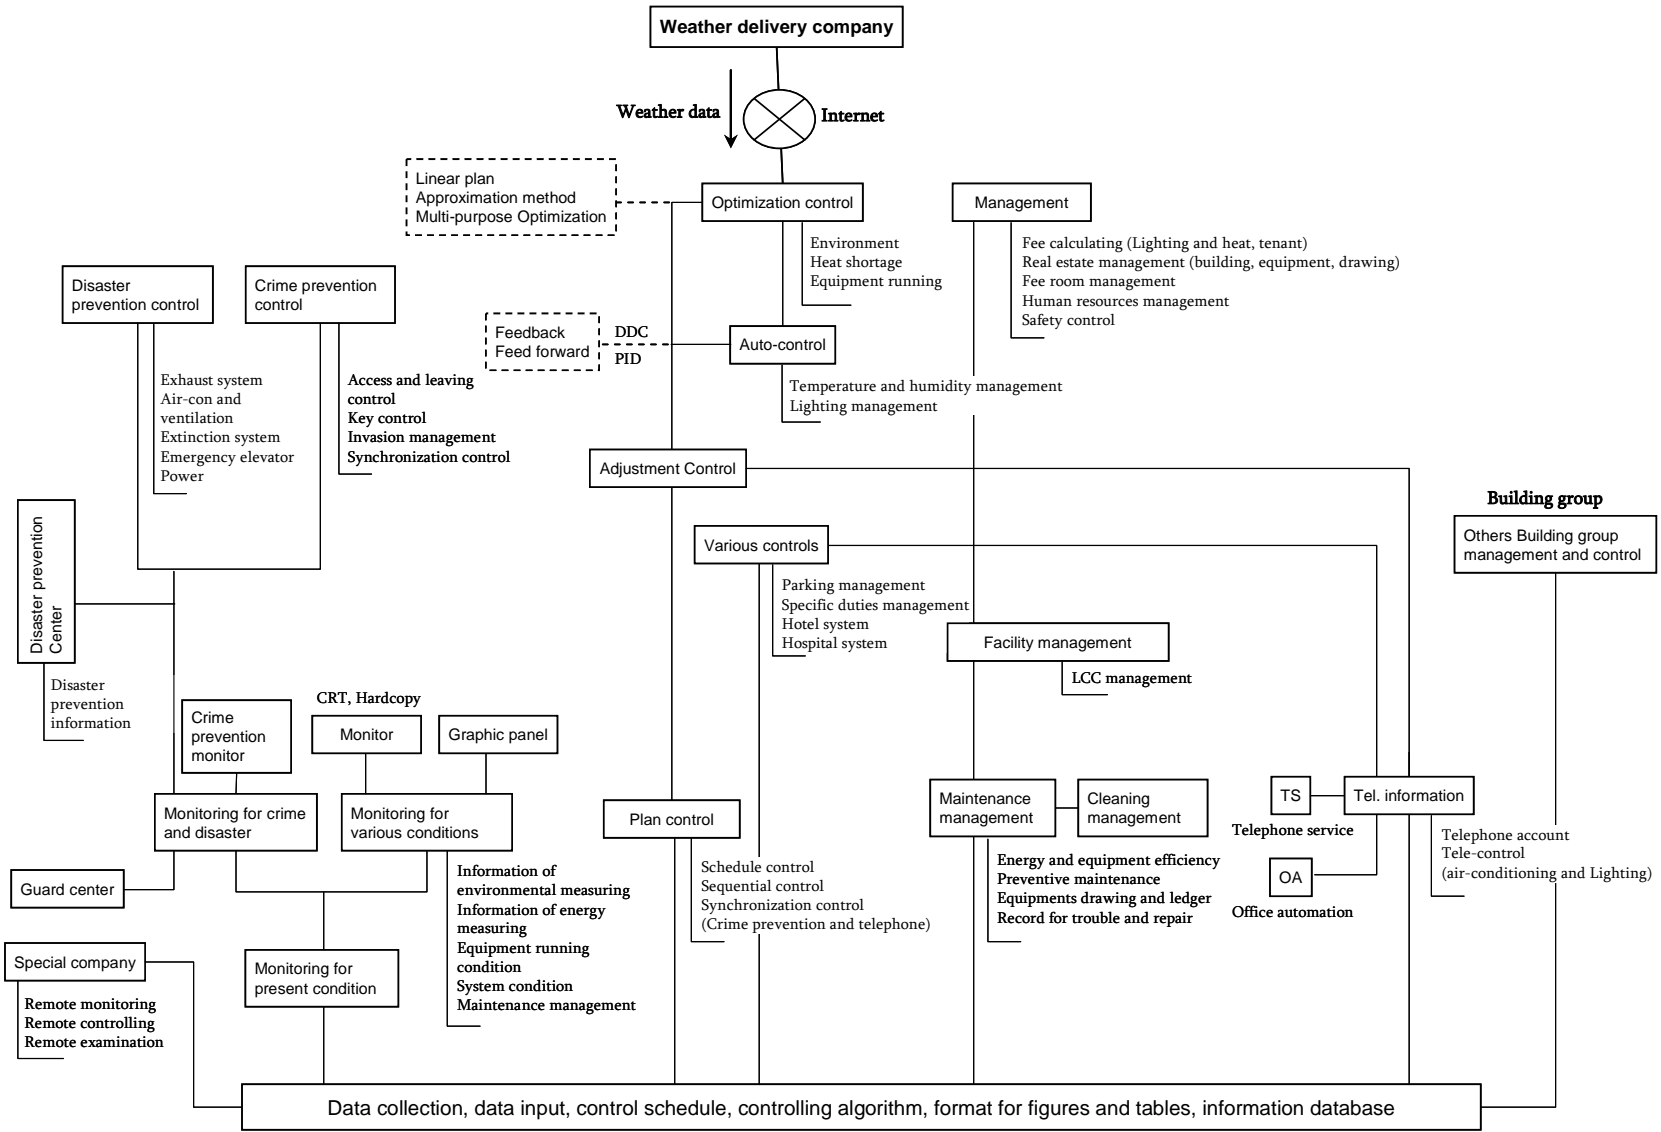 Weather delivery company
Weather data
Internet
Linear plan
Approximation method
Multi-purpose Optimization
Optimization control
Environment
Heat shortage
Equipment running
Management
Fee calculating (Lighting and heat, tenant)
Real estate management (building, equipment, drawing)
Fee room management
Human resources management
Safety control
Disaster
prevention control
Crime prevention
control
Feedback
Feed forward
DDC
PID
Auto-control
Temperature and humidity management
Lighting management
Exhaust system
Air-con and
ventilation
Extinction system
Emergency elevator
Power
Access and leaving
control
Key control
Invasion management
Synchronization control
Adjustment Control
Building group
Others Building group
management and control
Disaster prevention
Center
Various controls
Parking management
Specific duties management
Hotel system
Hospital system
Facility management
LCC management
Disaster
prevention
information
Crime
prevention
monitor
CRT, Hardcopy
Monitor
Graphic panel
Monitoring for crime
and disaster
Monitoring for
various conditions
Plan control
Maintenance
management
Cleaning
management
TS
Telephone service
Tel. information
Telephone account
Tele-control
(air-conditioning and Lighting)
OA
Office automation
Guard center
Information of
environmental measuring
Information of energy
measuring
Equipment running
condition
System condition
Maintenance management
Schedule control
Sequential control
Synchronization control
(Crime prevention and telephone)
Energy and equipment efficiency
Preventive maintenance
Equipments drawing and ledger
Record for trouble and repair
Special company
Remote monitoring
Remote controlling
Remote examination
Monitoring for
present condition
Data collection, data input, control schedule, controlling algorithm, format for figures and tables, information database